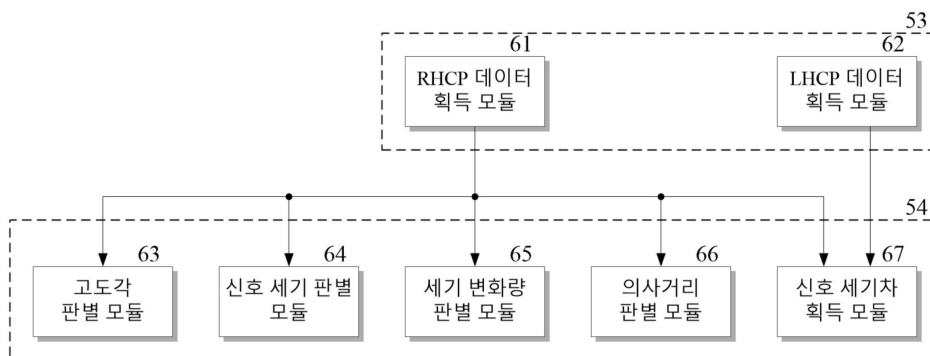 53
61
62
RHCP 데이터
획득 모듈
LHCP 데이터
획득 모듈
54
63
64
65
66
67
고도각
판별 모듈
신호 세기 판별
모듈
세기 변화량
판별 모듈
의사거리
판별 모듈
신호 세기차
획득 모듈